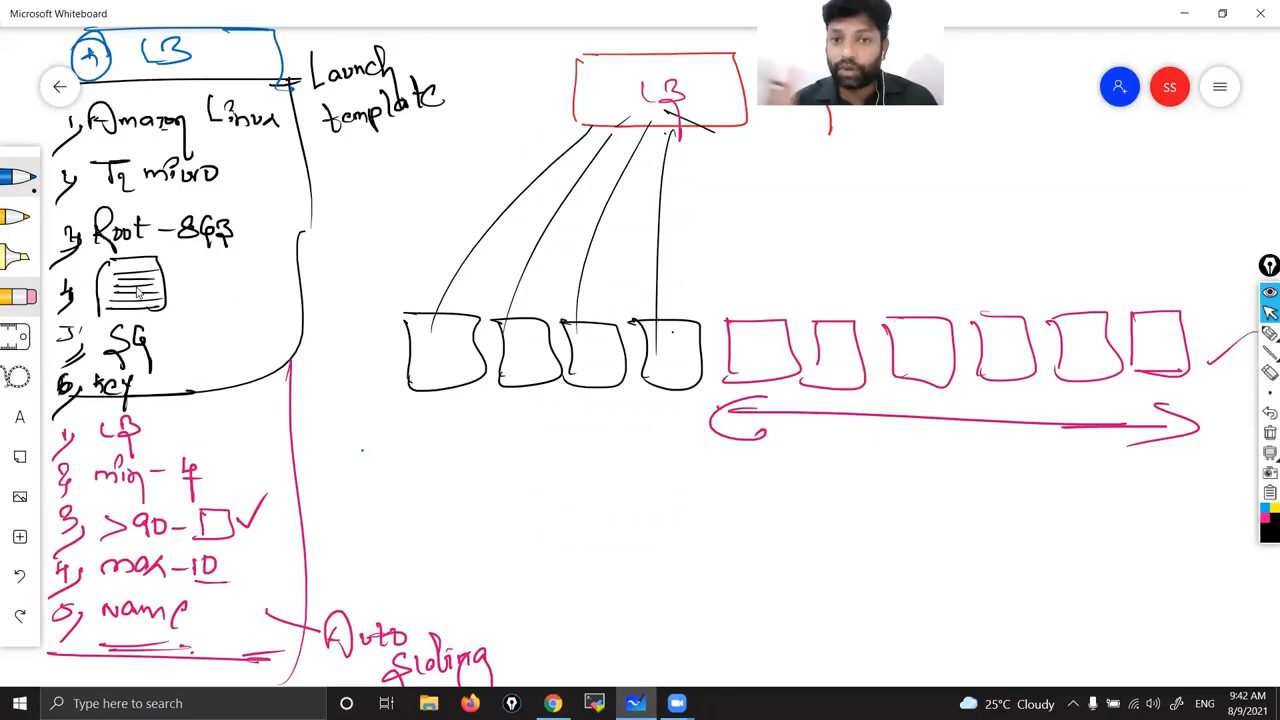 Microsoft Whiteboard
LB
Launch
template
LB
SS
1, Amazon Linux
2, T2 micro
3, Root - 8GB
4,
5, SG
6, key
1, LB
2, min - 4
3, >90 -
4, max - 10
5, Name
Auto
Scaling
A
Type here to search
25°C Cloudy
ENG
9:42 AM
8/9/2021